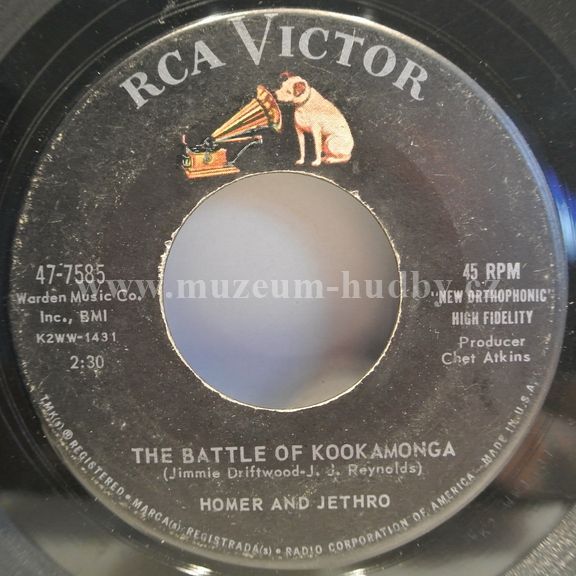 RCA VICTOR
47-7585
Warden Music Co.
Inc., BMI
K2WW-1431
2:30
45 RPM
"NEW ORTHOPHONIC"
HIGH FIDELITY
Producer
Chet Atkins
www.muzeum-hudby.cz
THE BATTLE OF KOOKAMONGA
(Jimmie Driftwood-J. J. Reynolds)
HOMER AND JETHRO
TMK(s) ® REGISTERED • MARCA(s) REGISTRADA(s) • RADIO CORPORATION OF AMERICA — MADE IN U.S.A.